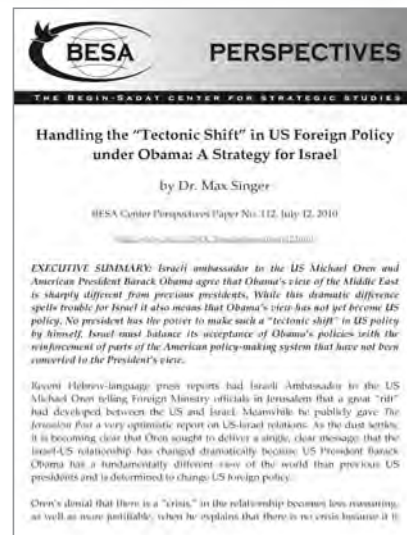 BESA
PERSPECTIVES
THE BEGIN-SADAT CENTER FOR STRATEGIC STUDIES
Handling the “Tectonic Shift” in US Foreign Policy
under Obama: A Strategy for Israel
by Dr. Max Singer
BESA Center Perspectives Paper No. 112, July 12, 2010
EXECUTIVE SUMMARY: Israeli ambassador to the US Michael Oren and
American President Barack Obama agree that Obama's view of the Middle East
is sharply different from previous presidents. While this dramatic difference
spells trouble for Israel it also means that Obama's view has not yet become US
policy. No president has the power to make such a “tectonic shift” in US policy
by himself. Israel must balance its acceptance of Obama's policies with the
reinforcement of parts of the American policy-making system that have not been
converted to the President's view.
Recent Hebrew-language press reports had Israeli Ambassador to the US
Michael Oren telling Foreign Ministry officials in Jerusalem that a great “rift”
had developed between the US and Israel. Meanwhile he publicly gave The
Jerusalem Post a very optimistic report on US-Israel relations. As the dust settles,
it is becoming clear that Oren sought to deliver a single, clear message: that the
Israel-US relationship has changed dramatically because US President Barack
Obama has a fundamentally different view of the world than previous US
presidents and is determined to change US foreign policy.
Oren's denial that there is a “crisis” in the relationship becomes less reassuring,
as well as more justifiable, when he explains that there is no crisis because it is